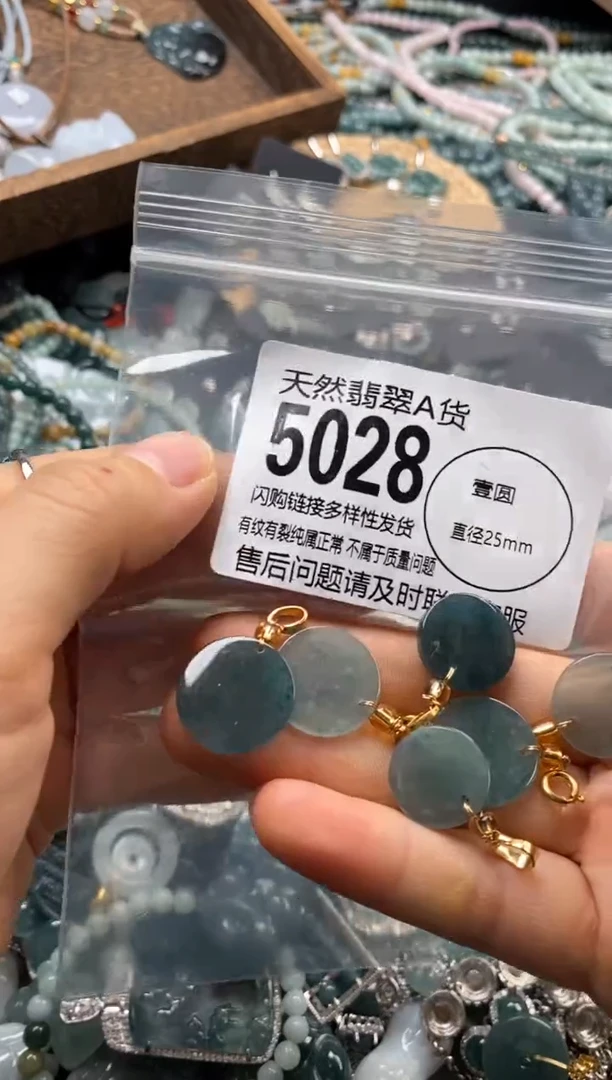 天然翡翠A货
5028
闪购链接多样性发货
有纹有裂纯属正常 不属于质量问题
售后问题请及时联 服
壹圆
直径25mm